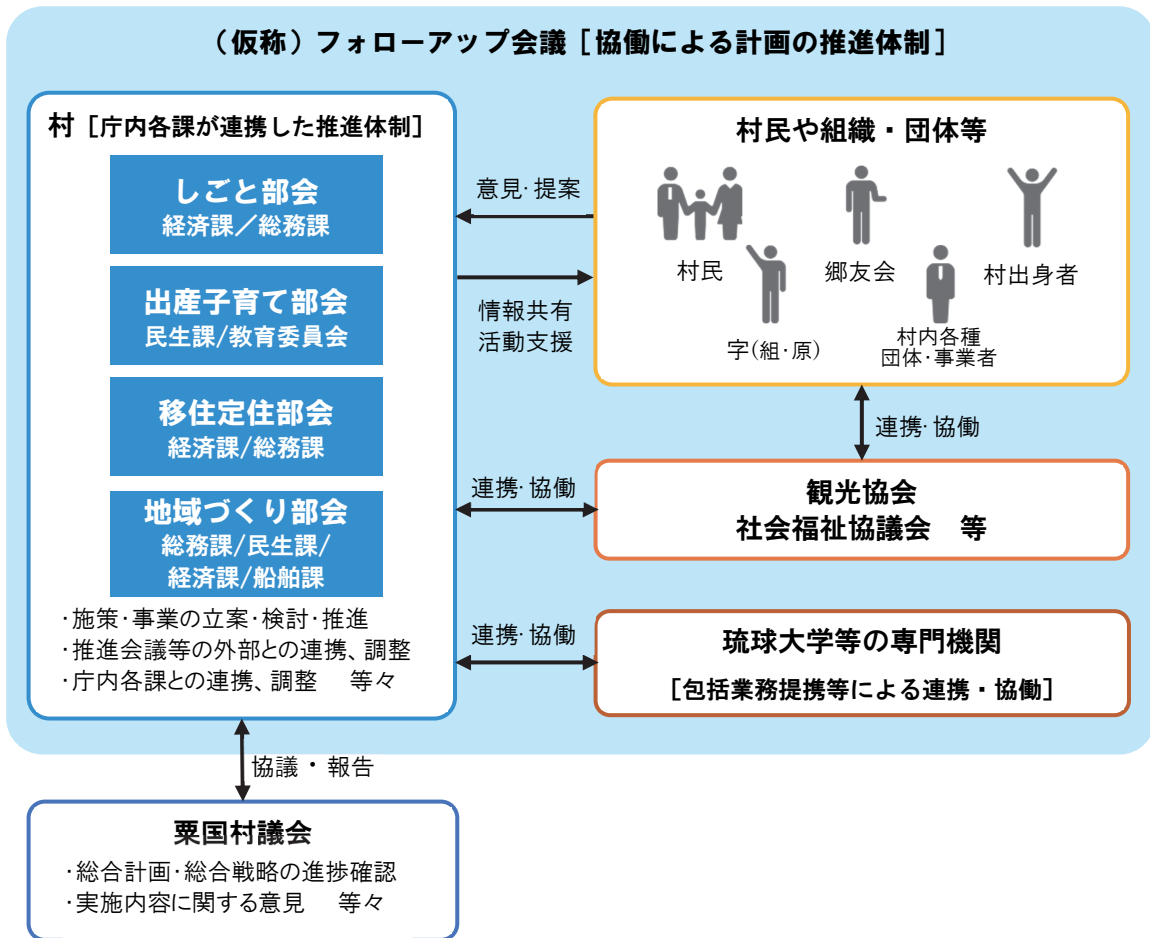 （仮称）フォローアップ会議［協働による計画の推進体制］
村［庁内各課が連携した推進体制］
しごと部会
経済課／総務課
出産子育て部会
民生課/教育委員会
移住定住部会
経済課/総務課
地域づくり部会
総務課/民生課/
経済課/船舶課
・施策・事業の立案・検討・推進
・推進会議等の外部との連携、調整
・庁内各課との連携、調整　等々
意見・提案
情報共有
活動支援
村民や組織・団体等
村民
郷友会
村出身者
字(組・原)
村内各種
団体・事業者
連携・協働
連携・協働
観光協会
社会福祉協議会　等
連携・協働
琉球大学等の専門機関
［包括業務提携等による連携・協働］
協議・報告
粟国村議会
・総合計画・総合戦略の進捗確認
・実施内容に関する意見　等々